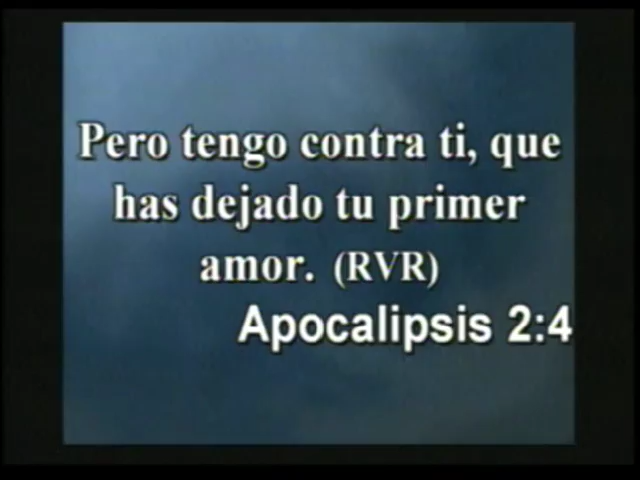 Pero tengo contra ti, que
has dejado tu primer
amor. (RVR)
Apocalipsis 2:4